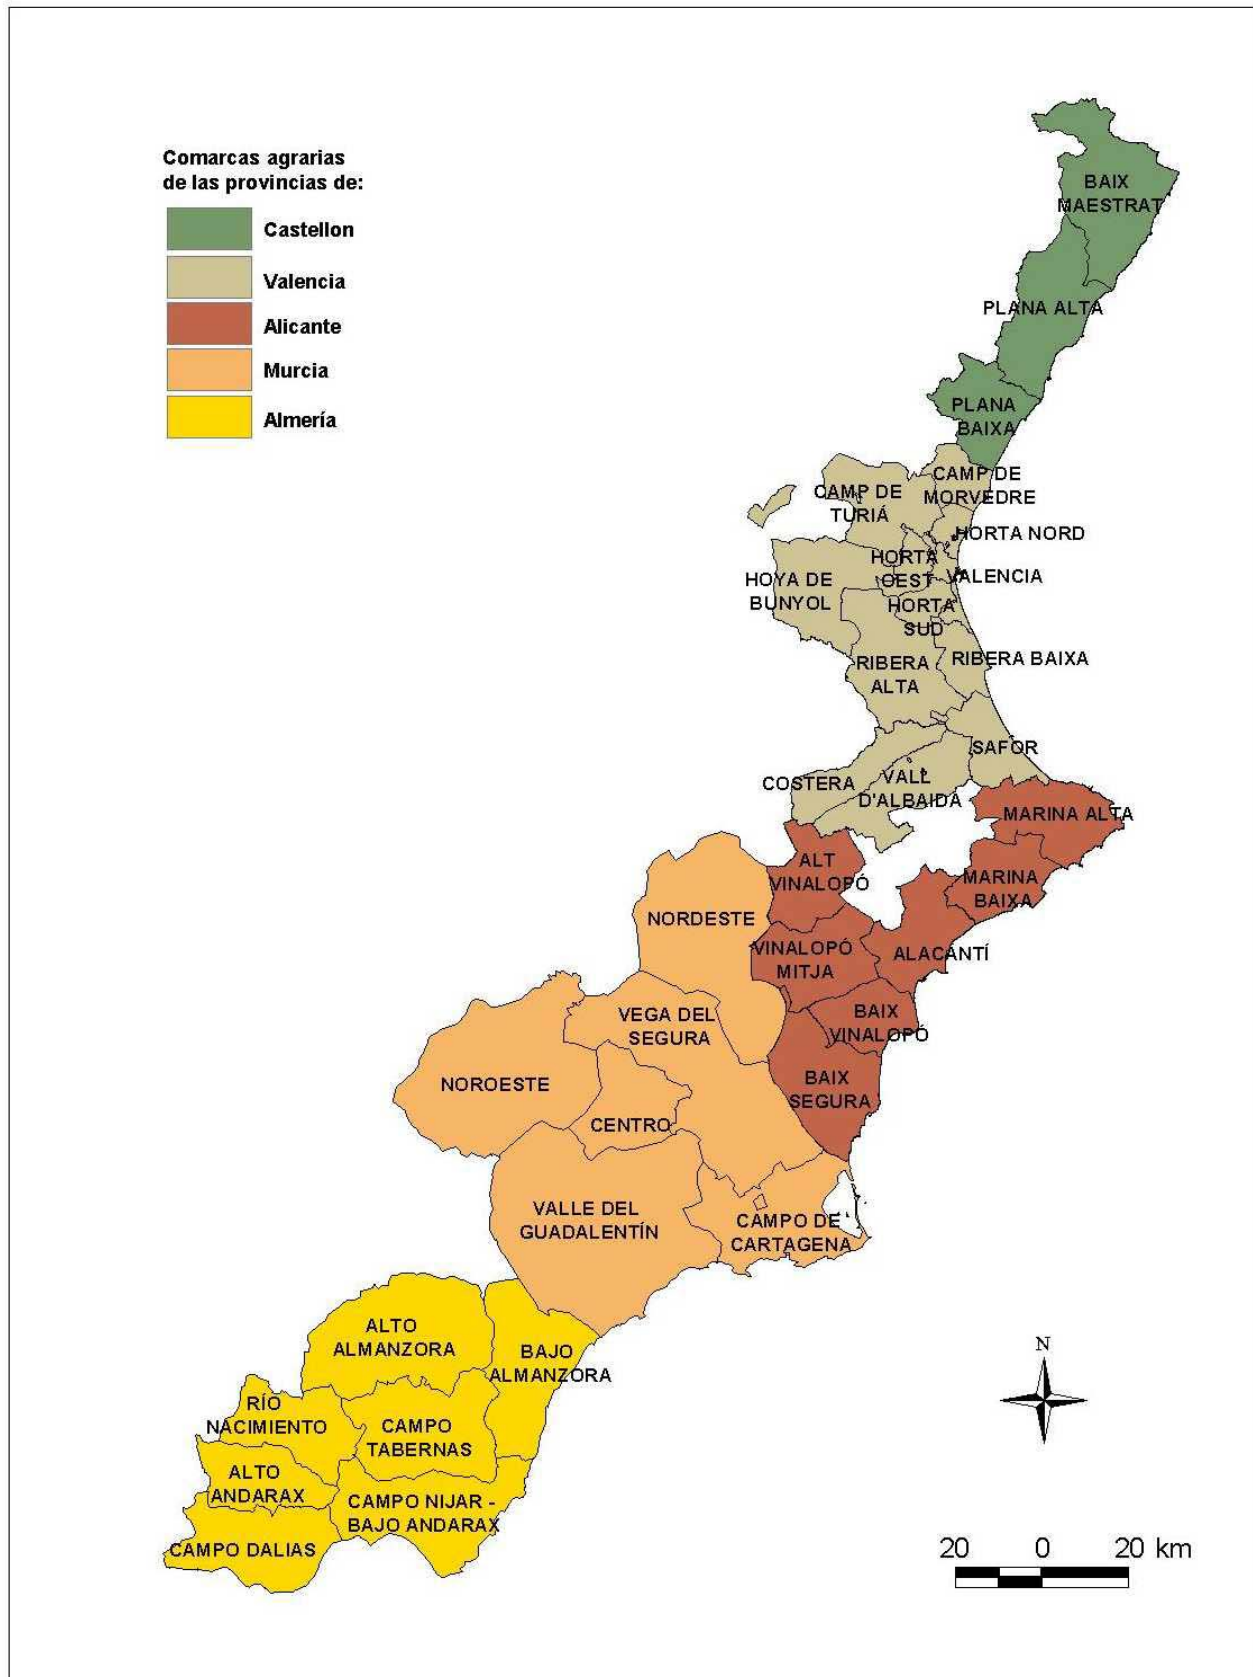 Comarcas agrarias
de las provincias de:
Castellon
Valencia
Alicante
Murcia
Almería
BAIX
MAESTRAT
PLANA ALTA
PLANA
BAIXA
CAMP DE
MORVEDRE
CAMP DE
TURIÁ
HORTA NORD
HORTA
OEST
VALENCIA
HOYA DE
BUNYOL
HORTA
SUD
RIBERA BAIXA
RIBERA
ALTA
SAFOR
COSTERA
VALL
D'ALBAIDA
MARINA ALTA
ALT
VINALOPÓ
MARINA
BAIXA
NORDESTE
VINALOPÓ
MITJA
ALACANTÍ
VEGA DEL
SEGURA
BAIX
VINALOPÓ
NOROESTE
BAIX
SEGURA
CENTRO
VALLE DEL
GUADALENTÍN
CAMPO DE
CARTAGENA
ALTO
ALMANZORA
BAJO
ALMANZORA
RÍO
NACIMIENTO
CAMPO
TABERNAS
ALTO
ANDARAX
CAMPO NIJAR -
BAJO ANDARAX
CAMPO DALIAS
N
20 0 20 km